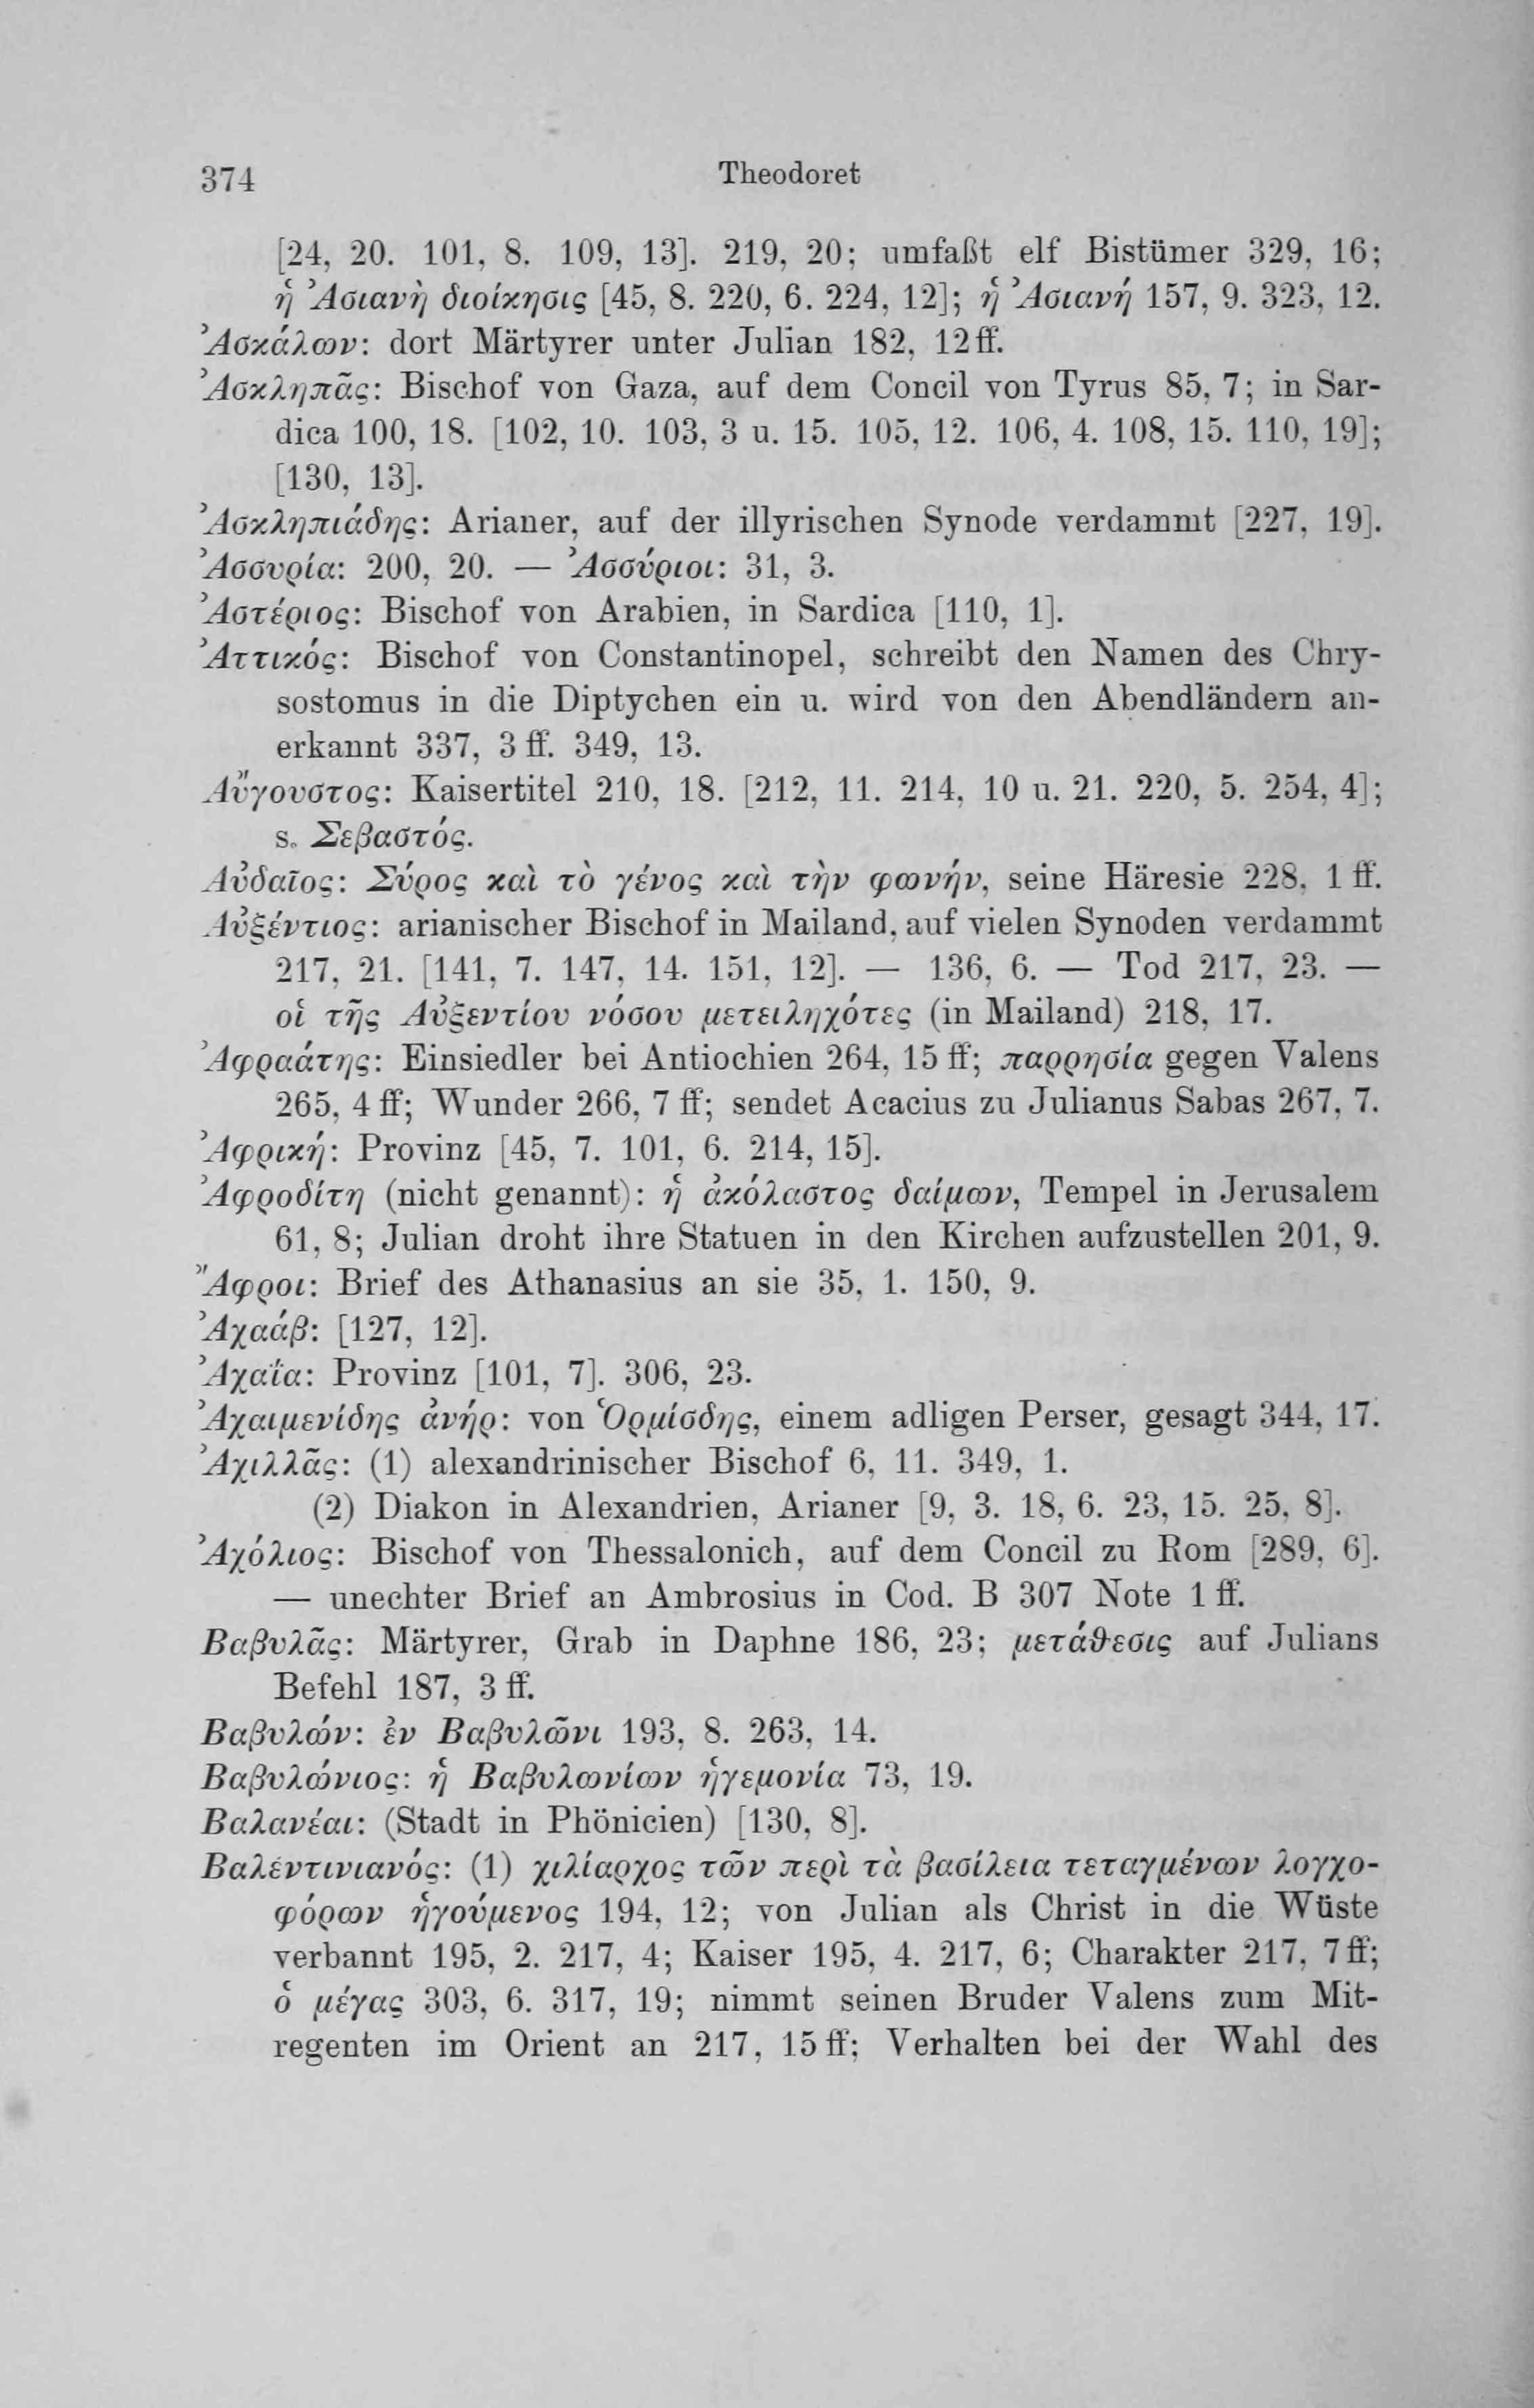 374
Theodoret
[24, 20. 101, 8. 109, 13]. 219, 20; umfaßt elf Bistümer 329, 16;
ἡ Ἀσιανὴ διοίκησις [45, 8. 220, 6. 224, 12]; ἡ Ἀσιανή 157, 9. 323, 12.
Ἀσκάλων: dort Märtyrer unter Julian 182, 12 ff.
Ἀσκληπᾶς: Bischof von Gaza, auf dem Concil von Tyrus 85, 7; in Sar-
dica 100, 18. [102, 10. 103, 3 u. 15. 105, 12. 106, 4. 108, 15. 110, 19];
[130, 13].
Ἀσκληπιάδης: Arianer, auf der illyrischen Synode verdammt [227, 19].
Ἀσσυρία: 200, 20. — Ἀσσύριοι: 31, 3.
Ἀστέριος: Bischof von Arabien, in Sardica [110, 1].
Ἀττικός: Bischof von Constantinopel, schreibt den Namen des Chry-
sostomus in die Diptychen ein u. wird von den Abendländern an-
erkannt 337, 3 ff. 349, 13.
Αὔγουστος: Kaisertitel 210, 18. [212, 11. 214, 10 u. 21. 220, 5. 254, 4];
s. Σεβαστός.
Αὐδαῖος: Σύρος καὶ τὸ γένος καὶ τὴν φωνήν, seine Häresie 228, 1 ff.
Αὐξέντιος: arianischer Bischof in Mailand, auf vielen Synoden verdammt
217, 21. [141, 7. 147, 14. 151, 12]. — 136, 6. — Tod 217, 23. —
οἱ τῆς Αὐξεντίου νόσου μετειληχότες (in Mailand) 218, 17.
Ἀφραάτης: Einsiedler bei Antiochien 264, 15 ff; παρρησία gegen Valens
265, 4 ff; Wunder 266, 7 ff; sendet Acacius zu Julianus Sabas 267, 7.
Ἀφρική: Provinz [45, 7. 101, 6. 214, 15].
Ἀφροδίτη (nicht genannt): ἡ ἀκόλαστος δαίμων, Tempel in Jerusalem
61, 8; Julian droht ihre Statuen in den Kirchen aufzustellen 201, 9.
Ἄφροι: Brief des Athanasius an sie 35, 1. 150, 9.
Ἀχαάβ: [127, 12].
Ἀχαΐα: Provinz [101, 7]. 306, 23.
Ἀχαιμενίδης ἀνήρ: von Ὁρμίσδης, einem adligen Perser, gesagt 344, 17.
Ἀχιλλᾶς: (1) alexandrinischer Bischof 6, 11. 349, 1.
(2) Diakon in Alexandrien, Arianer [9, 3. 18, 6. 23, 15. 25, 8].
Ἀχόλιος: Bischof von Thessalonich, auf dem Concil zu Rom [289, 6].
— unechter Brief an Ambrosius in Cod. B 307 Note 1 ff.
Βαβυλᾶς: Märtyrer, Grab in Daphne 186, 23; μετάθεσις auf Julians
Befehl 187, 3 ff.
Βαβυλών: ἐν Βαβυλῶνι 193, 8. 263, 14.
Βαβυλώνιος: ἡ Βαβυλωνίων ἡγεμονία 73, 19.
Βαλανέαι: (Stadt in Phönicien) [130, 8].
Βαλέντινιανός: (1) χιλίαρχος τῶν περὶ τὰ βασίλεια τεταγμένων λογχο-
φόρων ἡγούμενος 194, 12; von Julian als Christ in die Wüste
verbannt 195, 2. 217, 4; Kaiser 195, 4. 217, 6; Charakter 217, 7 ff;
ὁ μέγας 303, 6. 317, 19; nimmt seinen Bruder Valens zum Mit-
regenten im Orient an 217, 15 ff; Verhalten bei der Wahl des